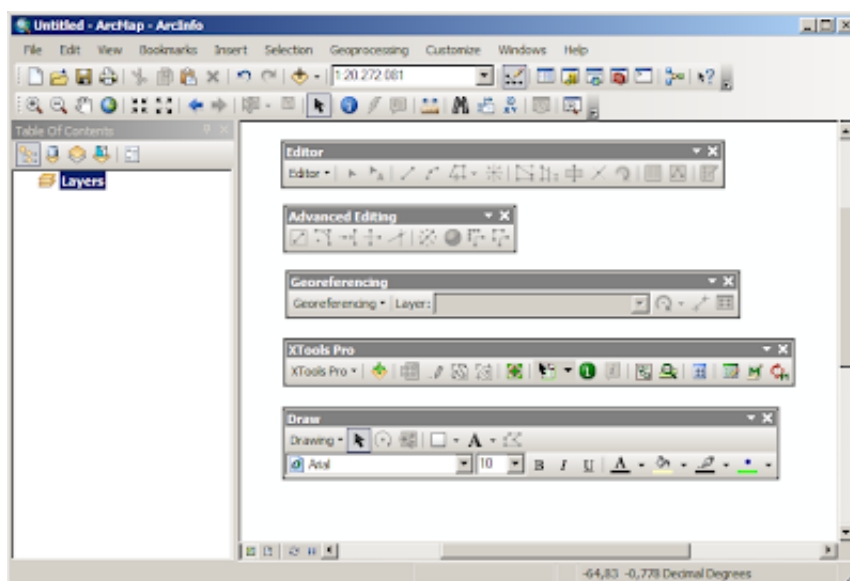 Untitled - ArcMap - ArcInfo
File Edit View Bookmarks Insert Selection Geoprocessing Customize Windows Help
1:20.272.081
Table Of Contents
Layers
Editor
Editor
Advanced Editing
Georeferencing
Georeferencing Layer:
XTools Pro
XTools Pro
Draw
Drawing A
Arial 10 B I U A
-64,83 -0,778 Decimal Degrees